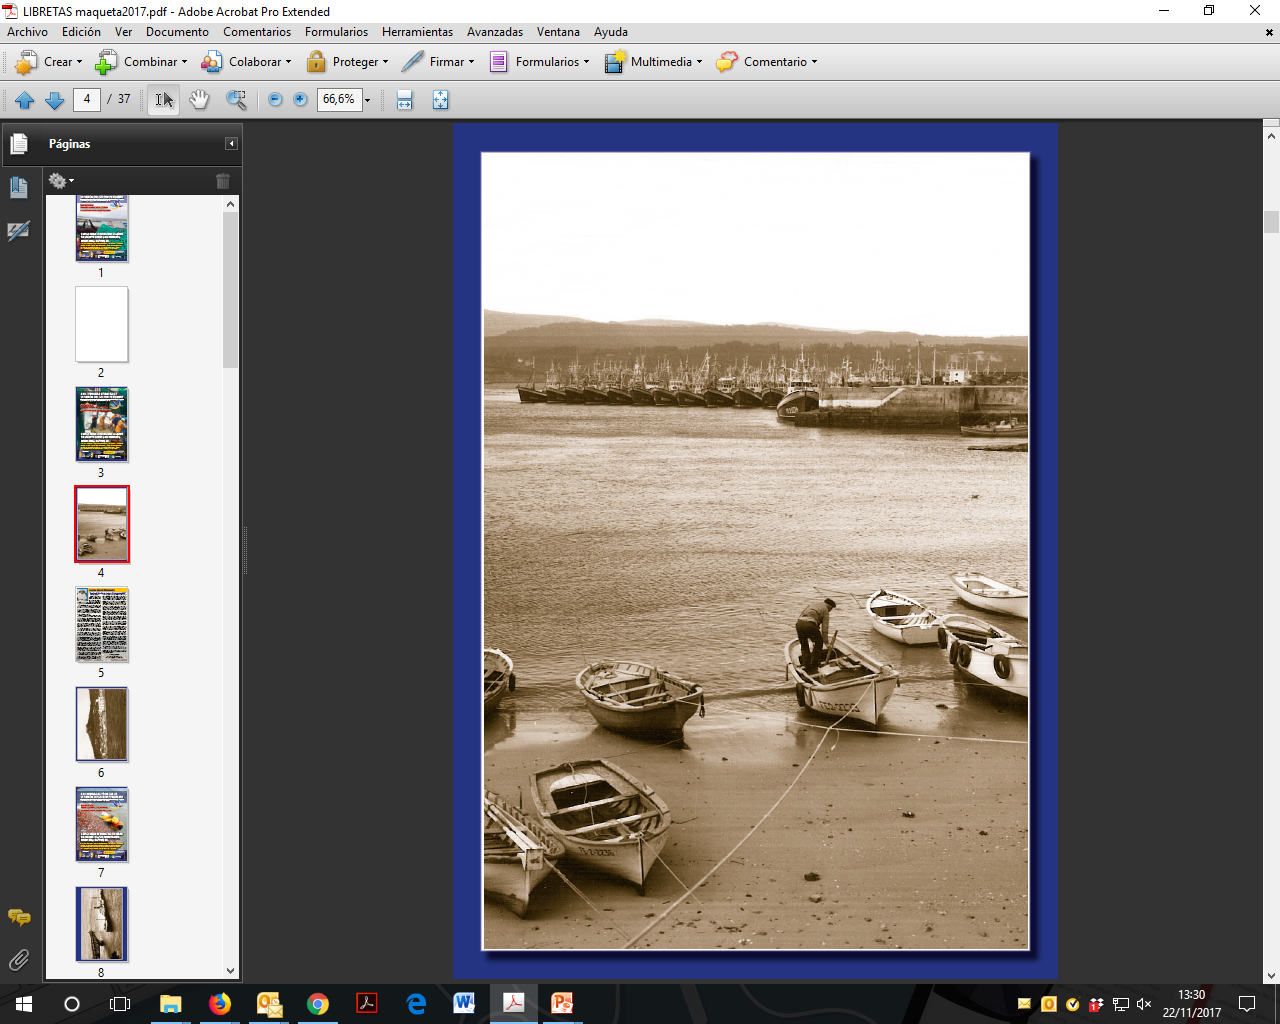 LIBRETAS maqueta2017.pdf - Adobe Acrobat Pro Extended
Archivo Edición Ver Documento Comentarios Formularios Herramientas Avanzadas Ventana Ayuda
Crear Combinar Colaborar Proteger Firmar Formularios Multimedia Comentario
4 / 37 66,6%
Páginas
1
2
3
4
5
6
7
8
13:30
22/11/2017